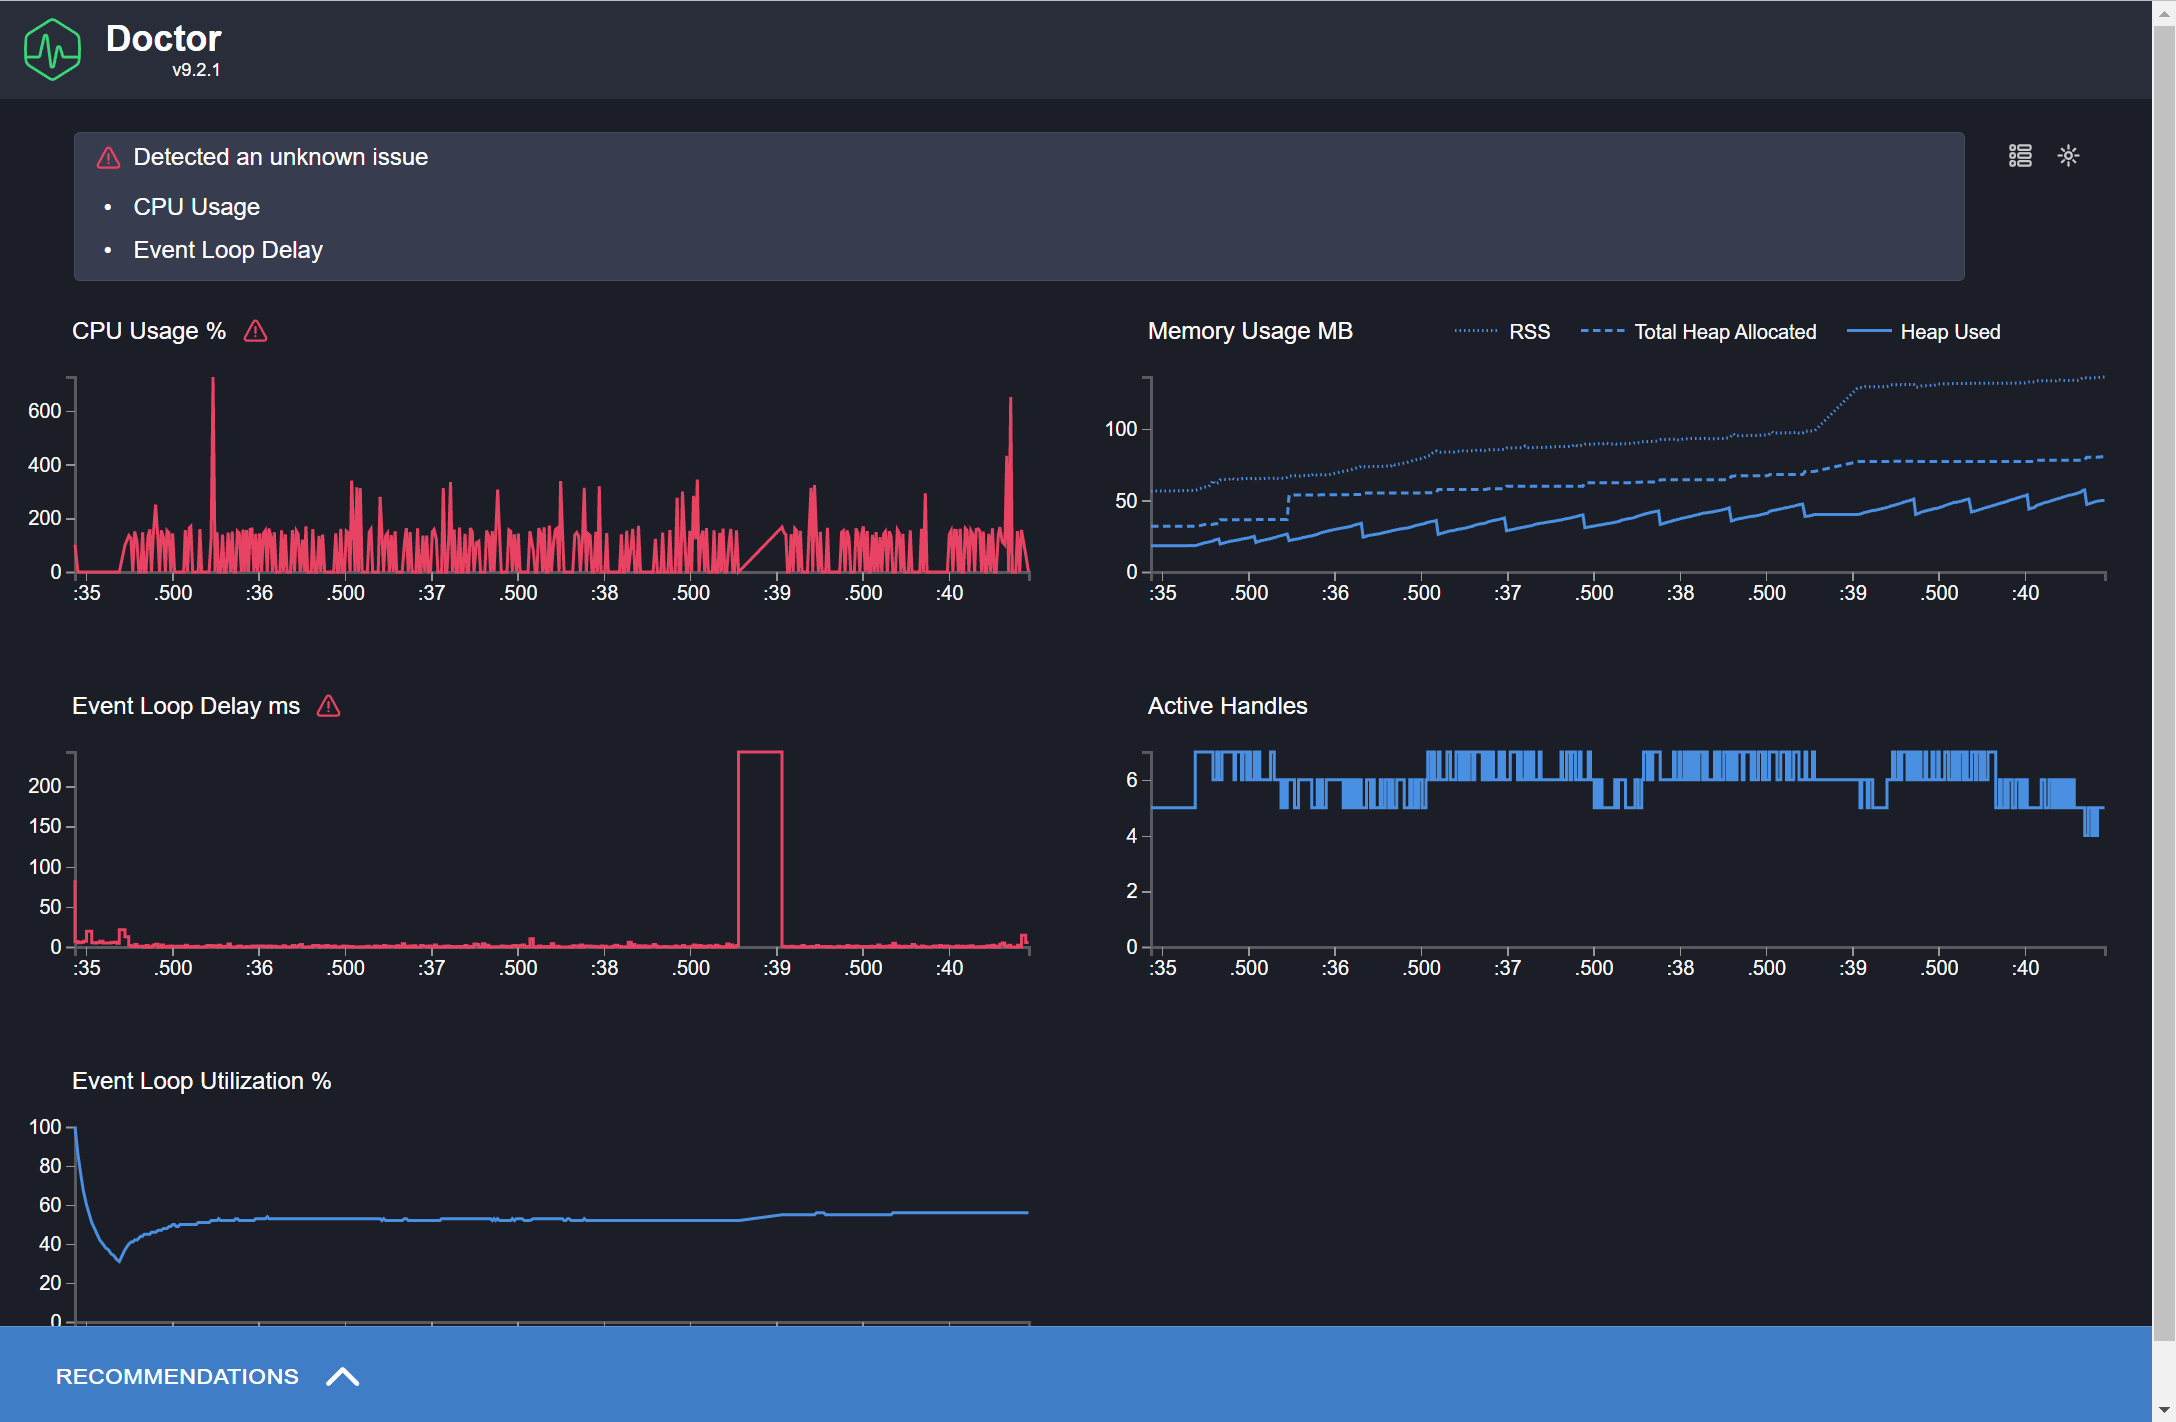 Doctor
v9.2.1
Detected an unknown issue
• CPU Usage
• Event Loop Delay
CPU Usage %
600
400
200
0
:35 .500 :36 .500 :37 .500 :38 .500 :39 .500 :40
Memory Usage MB
RSS Total Heap Allocated Heap Used
100
50
0
:35 .500 :36 .500 :37 .500 :38 .500 :39 .500 :40
Event Loop Delay ms
200
150
100
50
0
:35 .500 :36 .500 :37 .500 :38 .500 :39 .500 :40
Active Handles
6
4
2
0
:35 .500 :36 .500 :37 .500 :38 .500 :39 .500 :40
Event Loop Utilization %
100
80
60
40
20
0
RECOMMENDATIONS